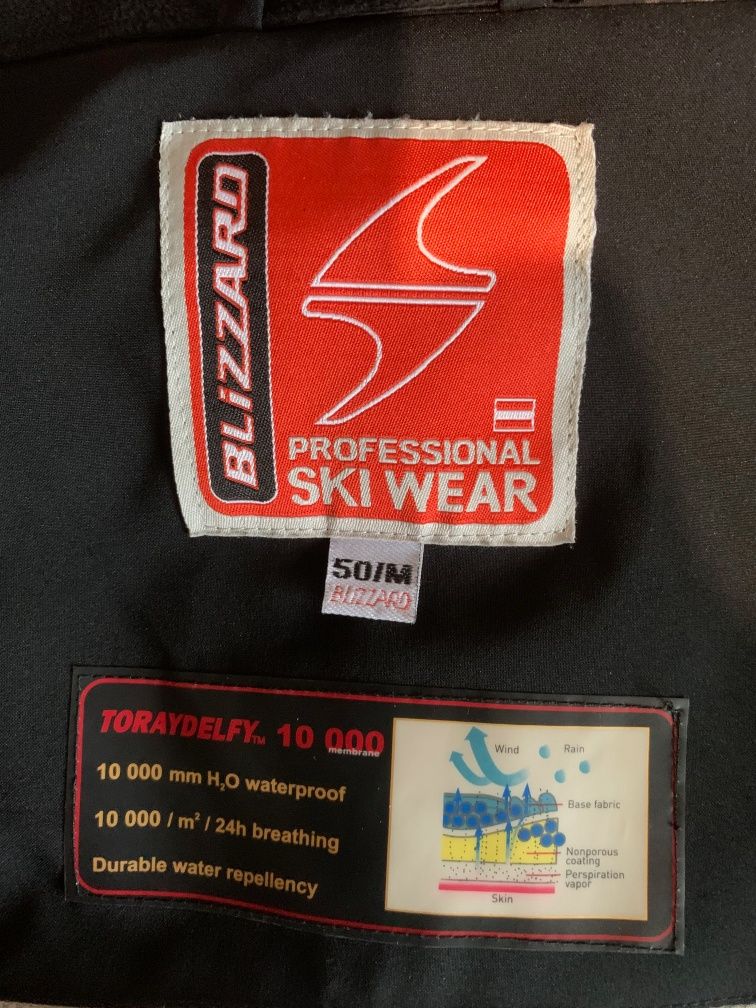 BLiZZARD
PROFESSIONAL
SKI WEAR
50/M
BLIZZARD
TORAYDELFY™ 10 000
membrane
10 000 mm H₂O waterproof
10 000 / m² / 24h breathing
Durable water repellency
Wind
Rain
Base fabric
Nonporous
coating
Perspiration
vapor
Skin